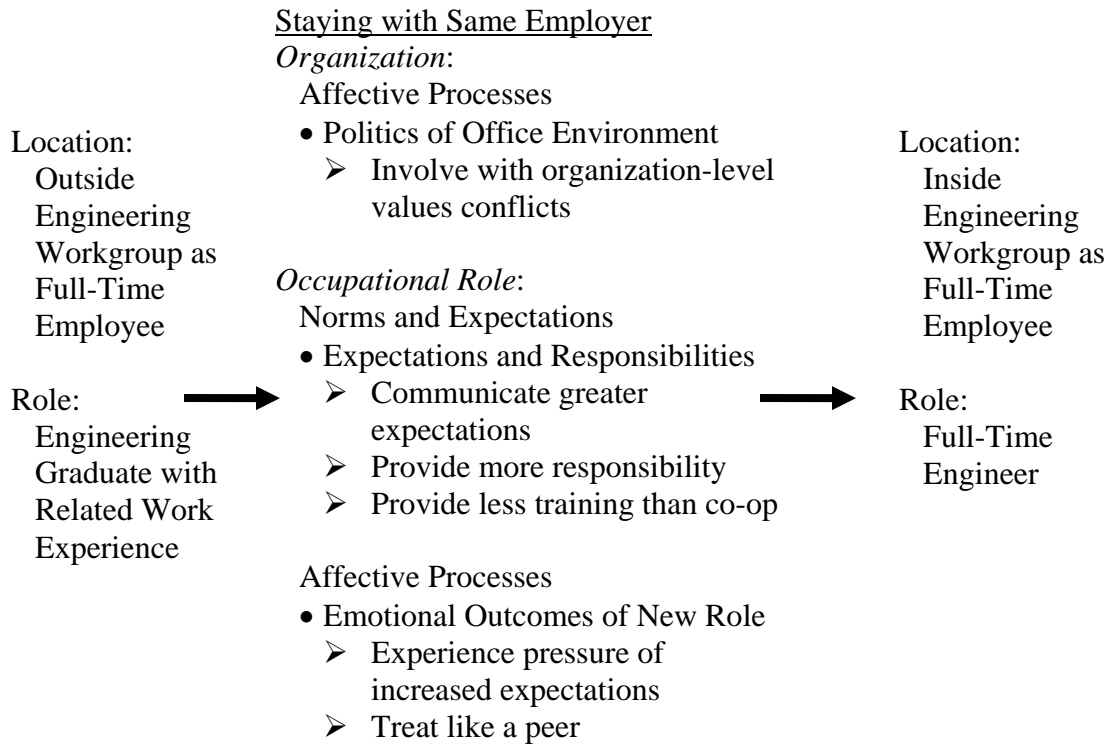 Location:
Outside
Engineering
Workgroup as
Full-Time
Employee
Role:
Engineering
Graduate with
Related Work
Experience
Staying with Same Employer
Organization:
Affective Processes
• Politics of Office Environment
➢ Involve with organization-level
values conflicts
Occupational Role:
Norms and Expectations
• Expectations and Responsibilities
➢ Communicate greater
expectations
➢ Provide more responsibility
➢ Provide less training than co-op
Affective Processes
• Emotional Outcomes of New Role
➢ Experience pressure of
increased expectations
➢ Treat like a peer
Location:
Inside
Engineering
Workgroup as
Full-Time
Employee
Role:
Full-Time
Engineer